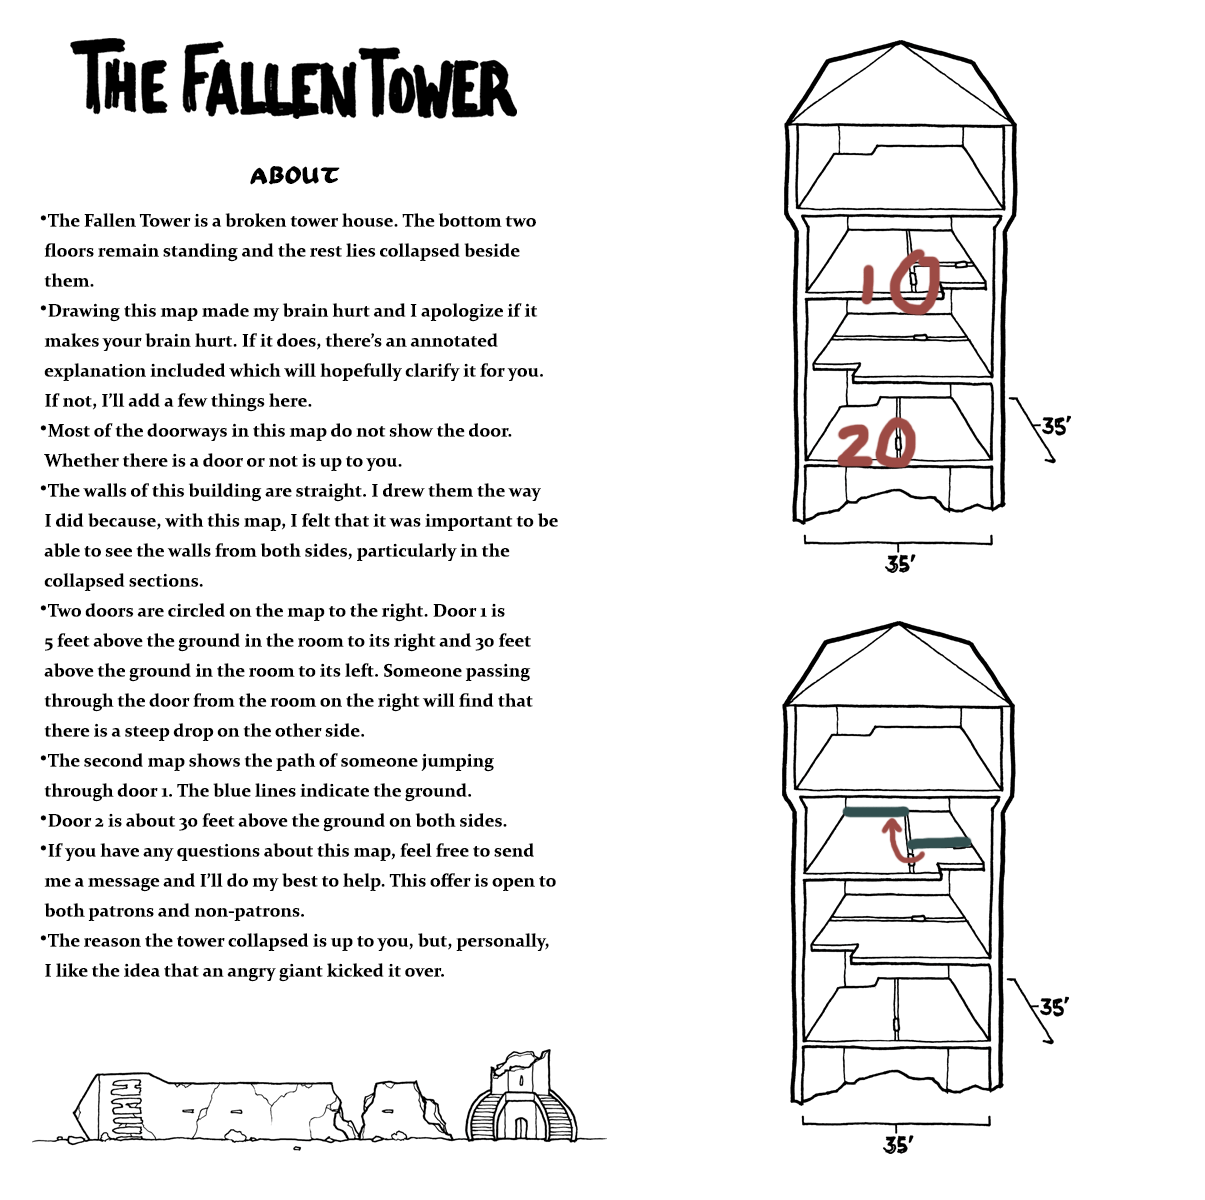 THE FALLEN TOWER
ABOUT
•The Fallen Tower is a broken tower house. The bottom two
floors remain standing and the rest lies collapsed beside
them.
•Drawing this map made my brain hurt and I apologize if it
makes your brain hurt. If it does, there’s an annotated
explanation included which will hopefully clarify it for you.
If not, I’ll add a few things here.
•Most of the doorways in this map do not show the door.
Whether there is a door or not is up to you.
•The walls of this building are straight. I drew them the way
I did because, with this map, I felt that it was important to be
able to see the walls from both sides, particularly in the
collapsed sections.
•Two doors are circled on the map to the right. Door 1 is
5 feet above the ground in the room to its right and 30 feet
above the ground in the room to its left. Someone passing
through the door from the room on the right will find that
there is a steep drop on the other side.
•The second map shows the path of someone jumping
through door 1. The blue lines indicate the ground.
•Door 2 is about 30 feet above the ground on both sides.
•If you have any questions about this map, feel free to send
me a message and I’ll do my best to help. This offer is open to
both patrons and non-patrons.
•The reason the tower collapsed is up to you, but, personally,
I like the idea that an angry giant kicked it over.
1
2
35’
35’
35’
35’